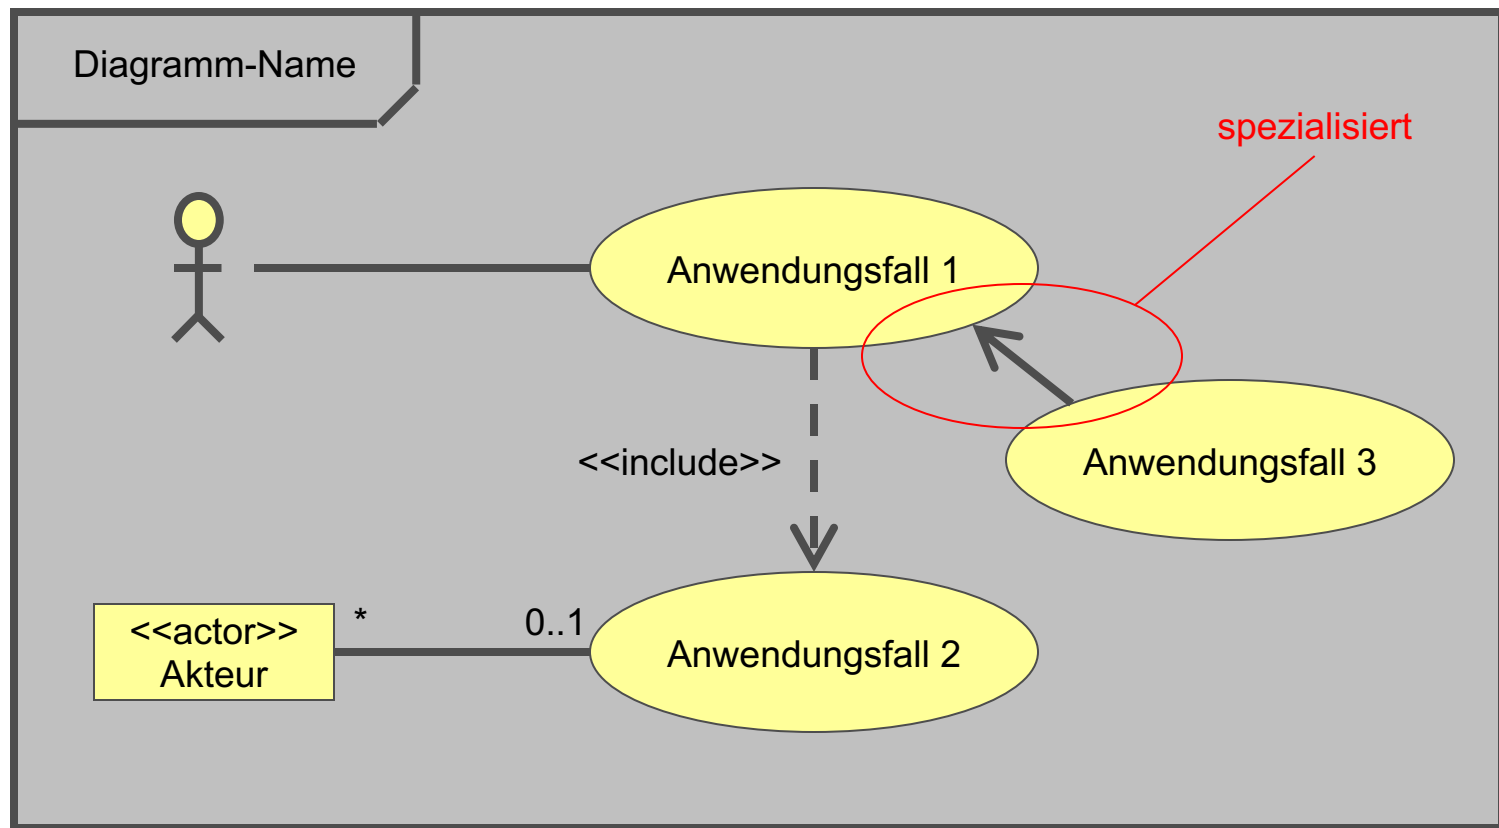 Diagramm-Name
spezialisiert
Anwendungsfall 1
<<include>>
Anwendungsfall 3
<<actor>>
Akteur
*
0..1
Anwendungsfall 2